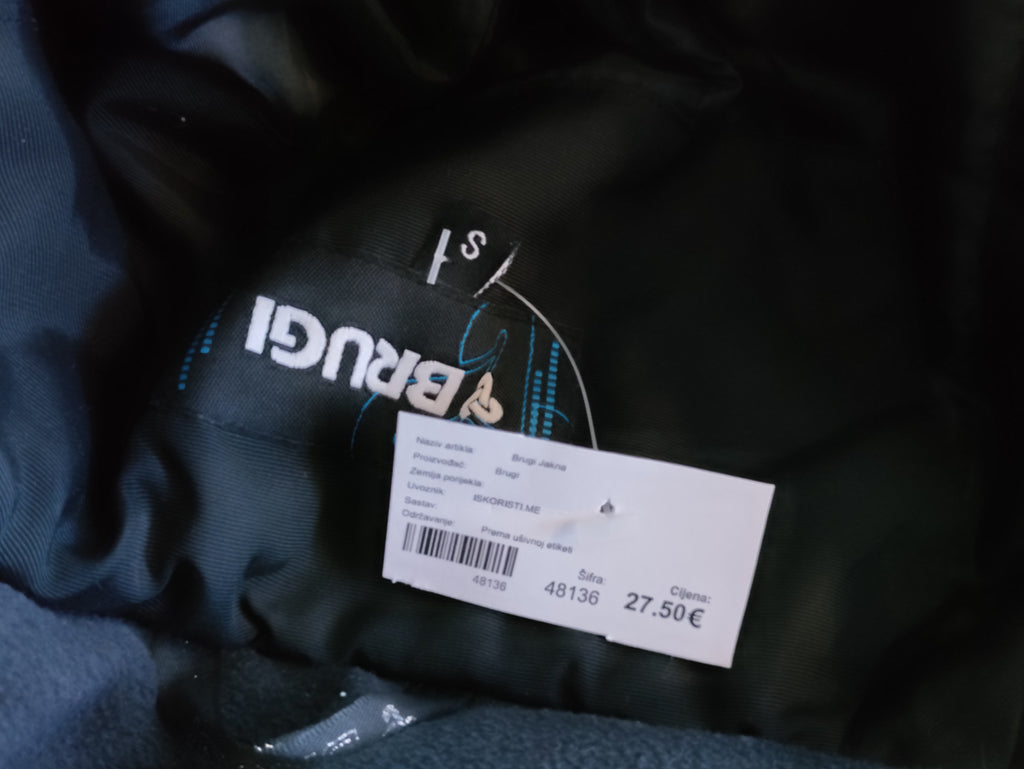 S
BRUGI
Naziv artikla Brugi Jakna
Proizvođač: Brugi
Zemlja porijekla:
Uvoznik: ISKORISTI.ME
Sastav:
Održavanje: Prema ušivnoj etiketi
48136
Šifra:
48136
Cijena:
27.50€